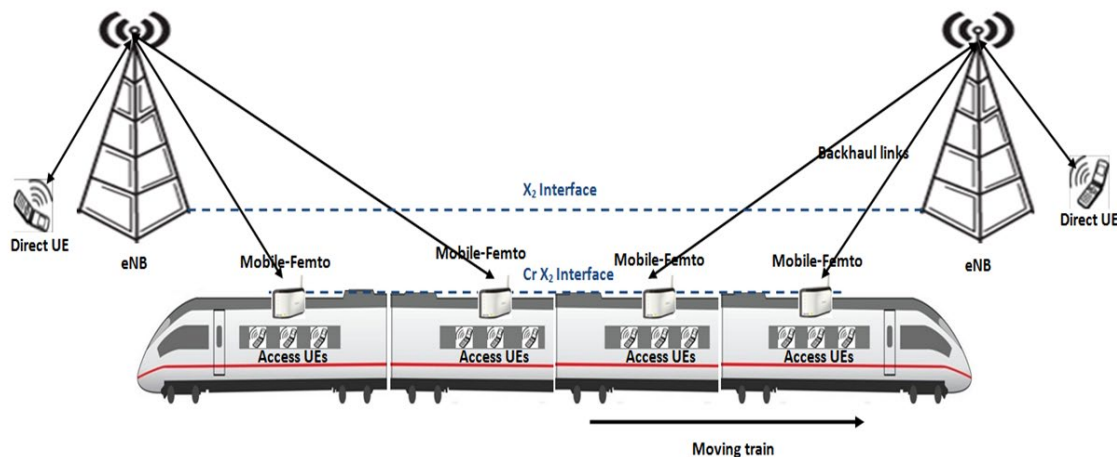 Backhaul links
X₂ Interface
Direct UE
Direct UE
eNB
eNB
Mobile-Femto
Mobile-Femto
Mobile-Femto
Mobile-Femto
Cr X₂ Interface
Access UEs
Access UEs
Access UEs
Access UEs
Moving train